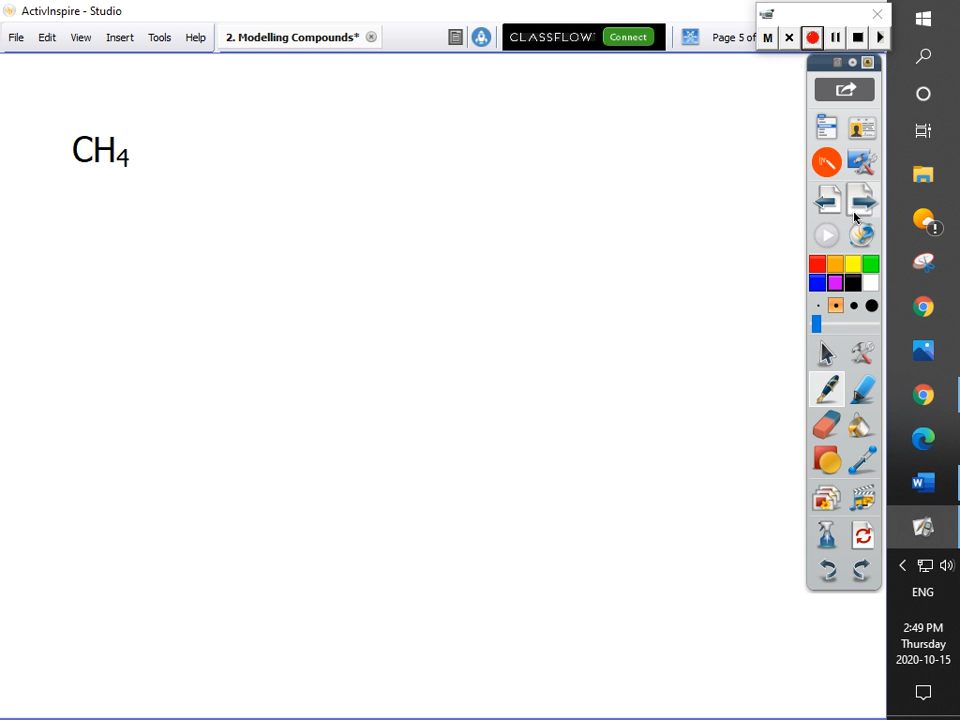 ActivInspire - Studio
File Edit View Insert Tools Help 2. Modelling Compounds* CLASSFLOW Connect Page 5 of M
CH₄
ENG
2:49 PM
Thursday
2020-10-15